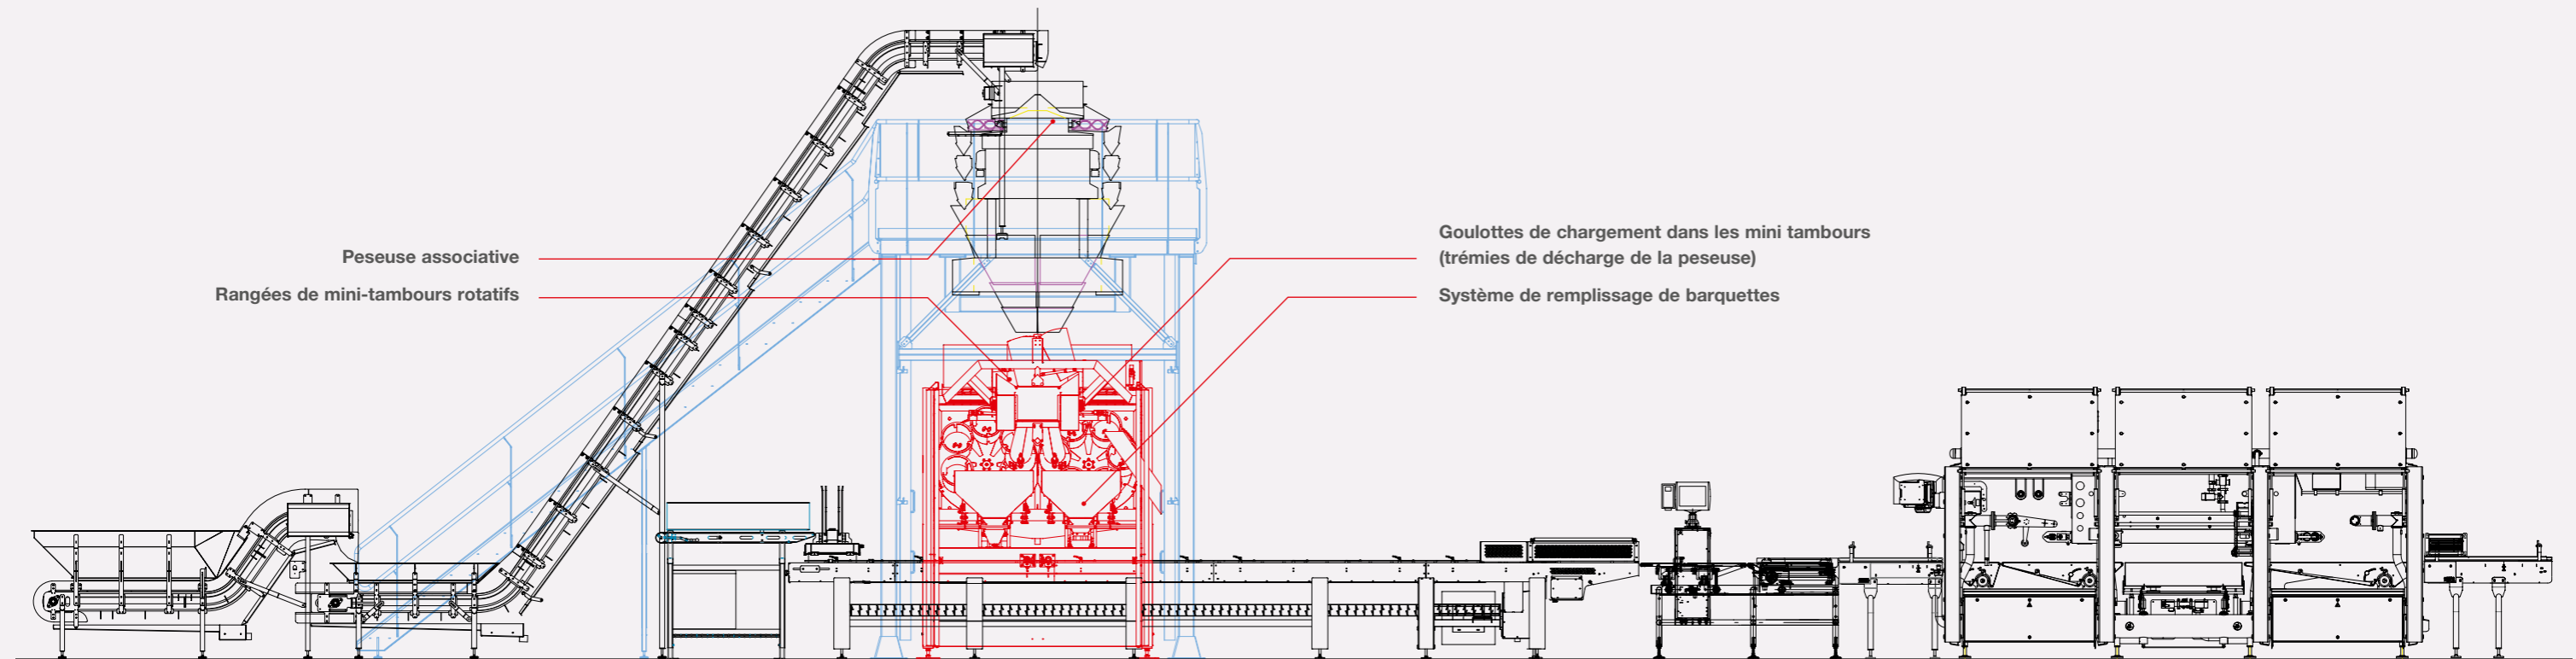 Peseuse associative
Rangées de mini-tambours rotatifs
Goulottes de chargement dans les mini tambours
(trémies de décharge de la peseuse)
Système de remplissage de barquettes